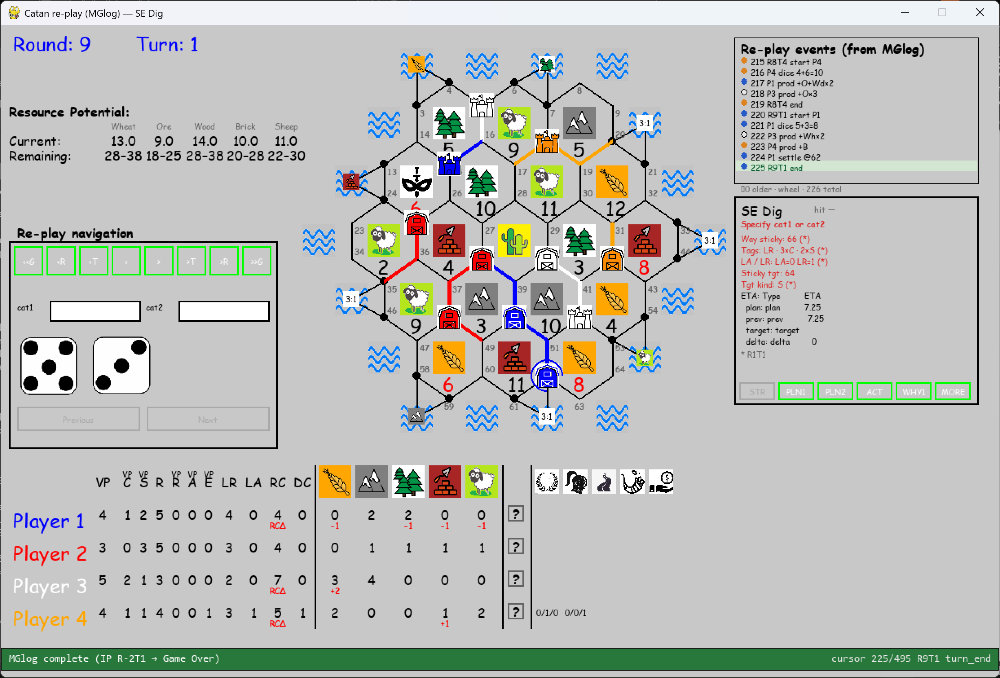 Catan re-play (MGlog) — SE Dig
Round: 9 Turn: 1
Resource Potential:
Wheat Ore Wood Brick Sheep
Current: 13.0 9.0 14.0 10.0 11.0
Remaining: 28-38 18-25 28-38 20-28 22-30
Re-play navigation
<<G <R <T < > >T >R >>G
cat1 cat2
Previous Next
4 6 8
3 7 9
3:1
14 16 20
5 9 5
13 17 19 21
24 26 28 30 32
6 10 11 12
23 27 29 31 33
3:1
34 36 44
2 4 3 8
35 37 39 41 43
3:1
46 54
9 3 10 4
47 49 51 53
58 60 64
6 11 8
59 61 63
3:1
Re-play events (from MGlog)
215 R8T4 start P4
216 P4 dice 4+6=10
217 P1 prod +O+Wd×2
218 P3 prod +O×3
219 R8T4 end
220 R9T1 start P1
221 P1 dice 5+3=8
222 P3 prod +Wh×2
223 P4 prod +B
224 P1 settle @62
225 R9T1 end
0 older · wheel · 226 total
SE Dig hit —
Specify cat1 or cat2
Way sticky: 66 (*)
Tags: LR · 3×C · 2×S (*)
LA / LR: LA=0 LR=1 (*)
Sticky tgt: 64
Tgt kind: S (*)
ETA: Type ETA
plan: plan 7.25
prev: prev 7.25
target: target
delta: delta 0
* R1T1
STR PLN1 PLN2 ACT WHY1 MORE
VP VP C VP S R VP R VP A VP E LR LA RC DC
Player 1 4 1 2 5 0 0 0 4 0 4 0 0 2 2 0 0 ?
RCΔ -1 -1 -1 -1
Player 2 3 0 3 5 0 0 0 3 0 4 0 0 1 1 1 1 ?
Player 3 5 2 1 3 0 0 0 2 0 7 0 3 4 0 0 0 ?
RCΔ +2
Player 4 4 1 1 4 0 0 1 3 1 5 1 2 0 0 1 2 ? 0/1/0 0/0/1
RCΔ +1
MGlog complete (IP R-2T1 → Game Over) cursor 225/495 R9T1 turn_end